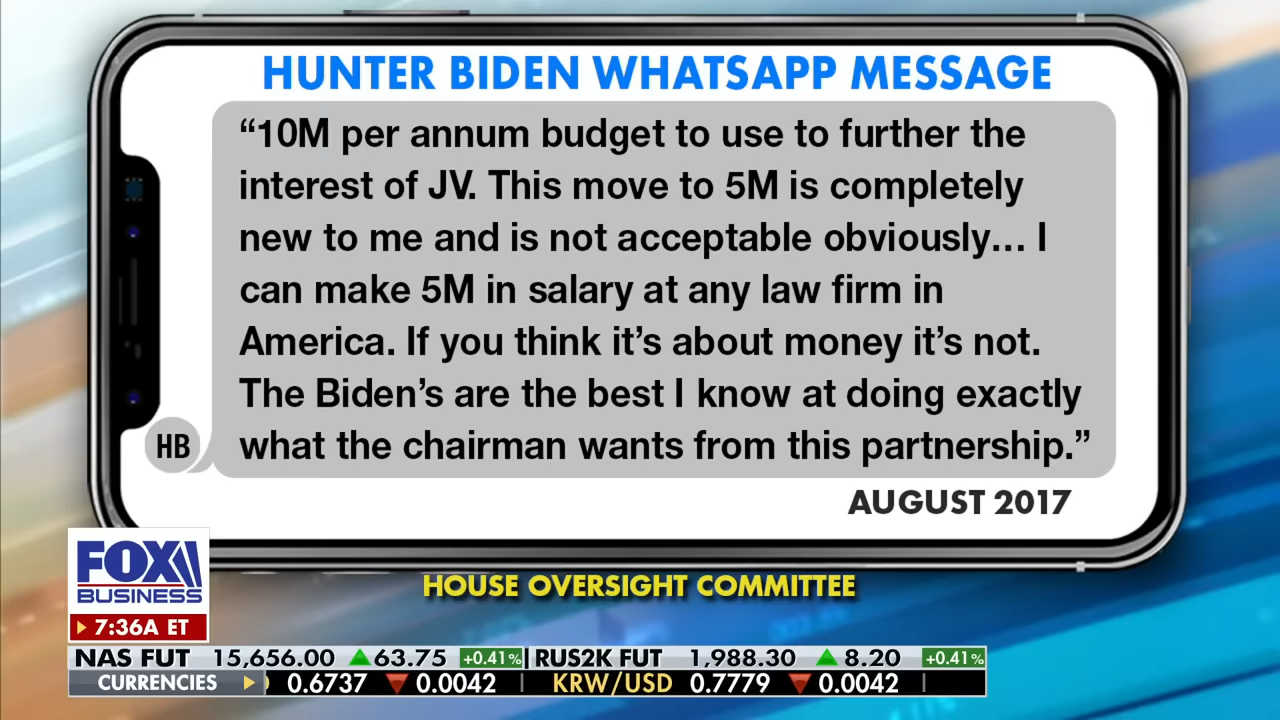 HUNTER BIDEN WHATSAPP MESSAGE
“10M per annum budget to use to further the
interest of JV. This move to 5M is completely
new to me and is not acceptable obviously… I
can make 5M in salary at any law firm in
America. If you think it’s about money it’s not.
The Biden’s are the best I know at doing exactly
what the chairman wants from this partnership.”
HB
AUGUST 2017
HOUSE OVERSIGHT COMMITTEE
FOX
BUSINESS
7:36A ET
NAS FUT 15,656.00 ▲63.75 +0.41% RUS2K FUT 1,988.30 ▲8.20 +0.41%
CURRENCIES 0.6737 ▼0.0042 KRW/USD 0.7779 ▼0.0042